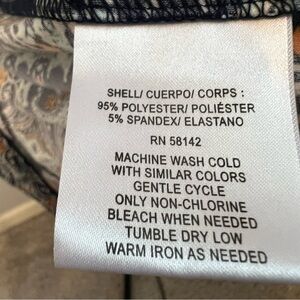 SHELL/ CUERPO/ CORPS :
95% POLYESTER/ POLIÉSTER
5% SPANDEX/ ELASTANO
RN 58142
MACHINE WASH COLD
WITH SIMILAR COLORS
GENTLE CYCLE
ONLY NON-CHLORINE
BLEACH WHEN NEEDED
TUMBLE DRY LOW
WARM IRON AS NEEDED